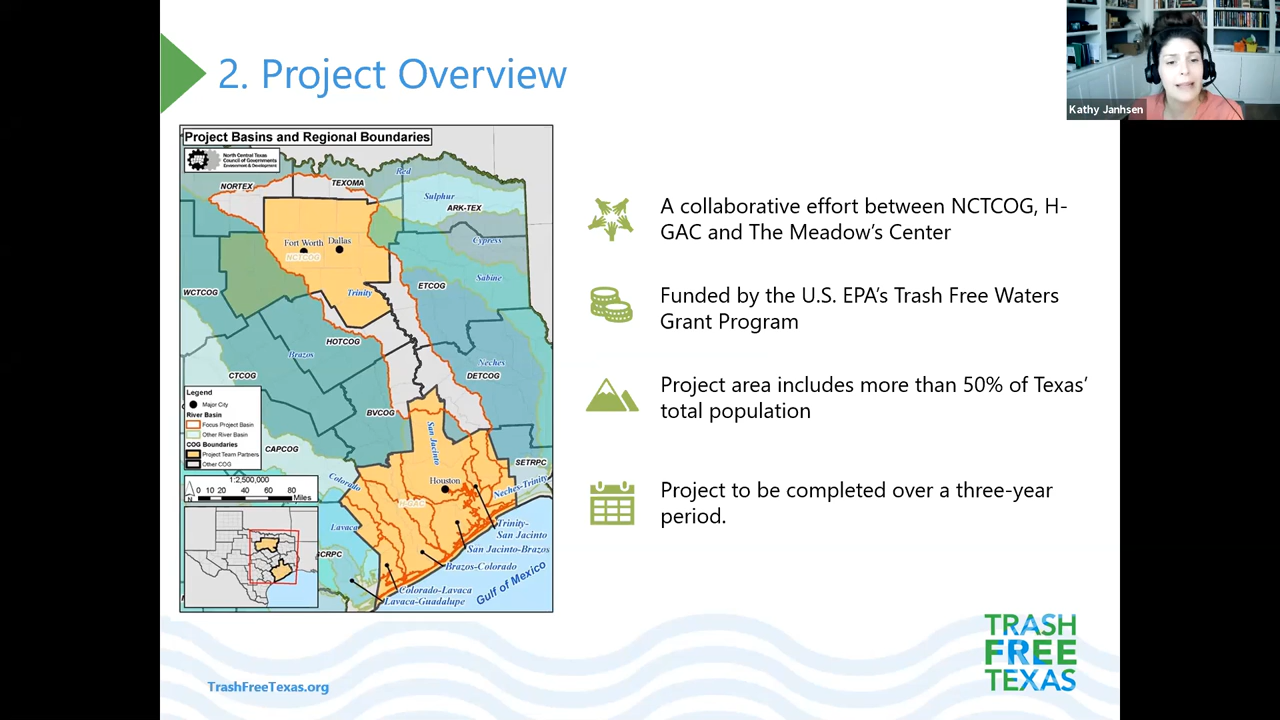 2. Project Overview
Kathy Janhsen
Project Basins and Regional Boundaries
North Central Texas
Council of Governments
Environment & Development
NORTEX
TEXOMA
Red
Sulphur
ARK-TEX
Fort Worth
Dallas
NCTCOG
Cypress
Sabine
WCTCOG
Trinity
ETCOG
HOTCOG
Brazos
Neches
CTCOG
DETCOG
BVCOG
San Jacinto
CAPCOG
SETRPC
Colorado
Houston
Neches-Trinity
H-GAC
Lavaca
Trinity-
San Jacinto
San Jacinto-Brazos
Brazos-Colorado
Colorado-Lavaca
Lavaca-Guadalupe
Gulf of Mexico
Legend
Major City
River Basin
Focus Project Basin
Other River Basin
COG Boundaries
Project Team Partners
Other COG
1:2,500,000
N
0 10 20 40 60 80
Miles
A collaborative effort between NCTCOG, H-
GAC and The Meadow's Center
Funded by the U.S. EPA's Trash Free Waters
Grant Program
Project area includes more than 50% of Texas'
total population
Project to be completed over a three-year
period.
TrashFreeTexas.org
TRASH
FREE
TEXAS